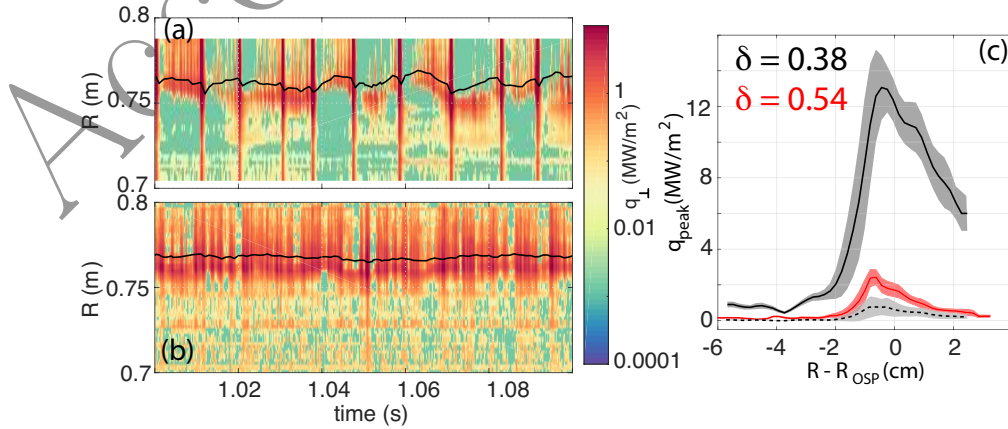 Acce
(a)
0.8
0.75
0.7
R (m)
(b)
0.8
0.75
0.7
R (m)
1.02
1.04
1.06
1.08
time (s)
1
0.01
0.0001
q⊥ (MW/m²)
(c)
δ = 0.38
δ = 0.54
12
8
4
0
q_peak(MW/m²)
-6
-4
-2
0
2
R - R_OSP (cm)